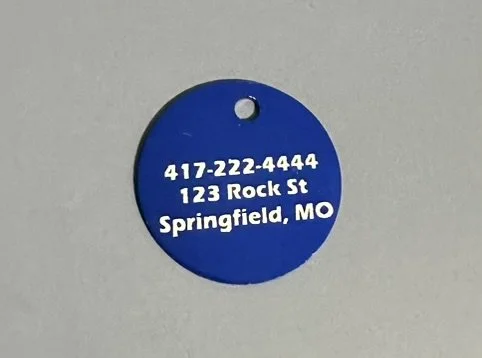 417-222-4444
123 Rock St
Springfield, MO